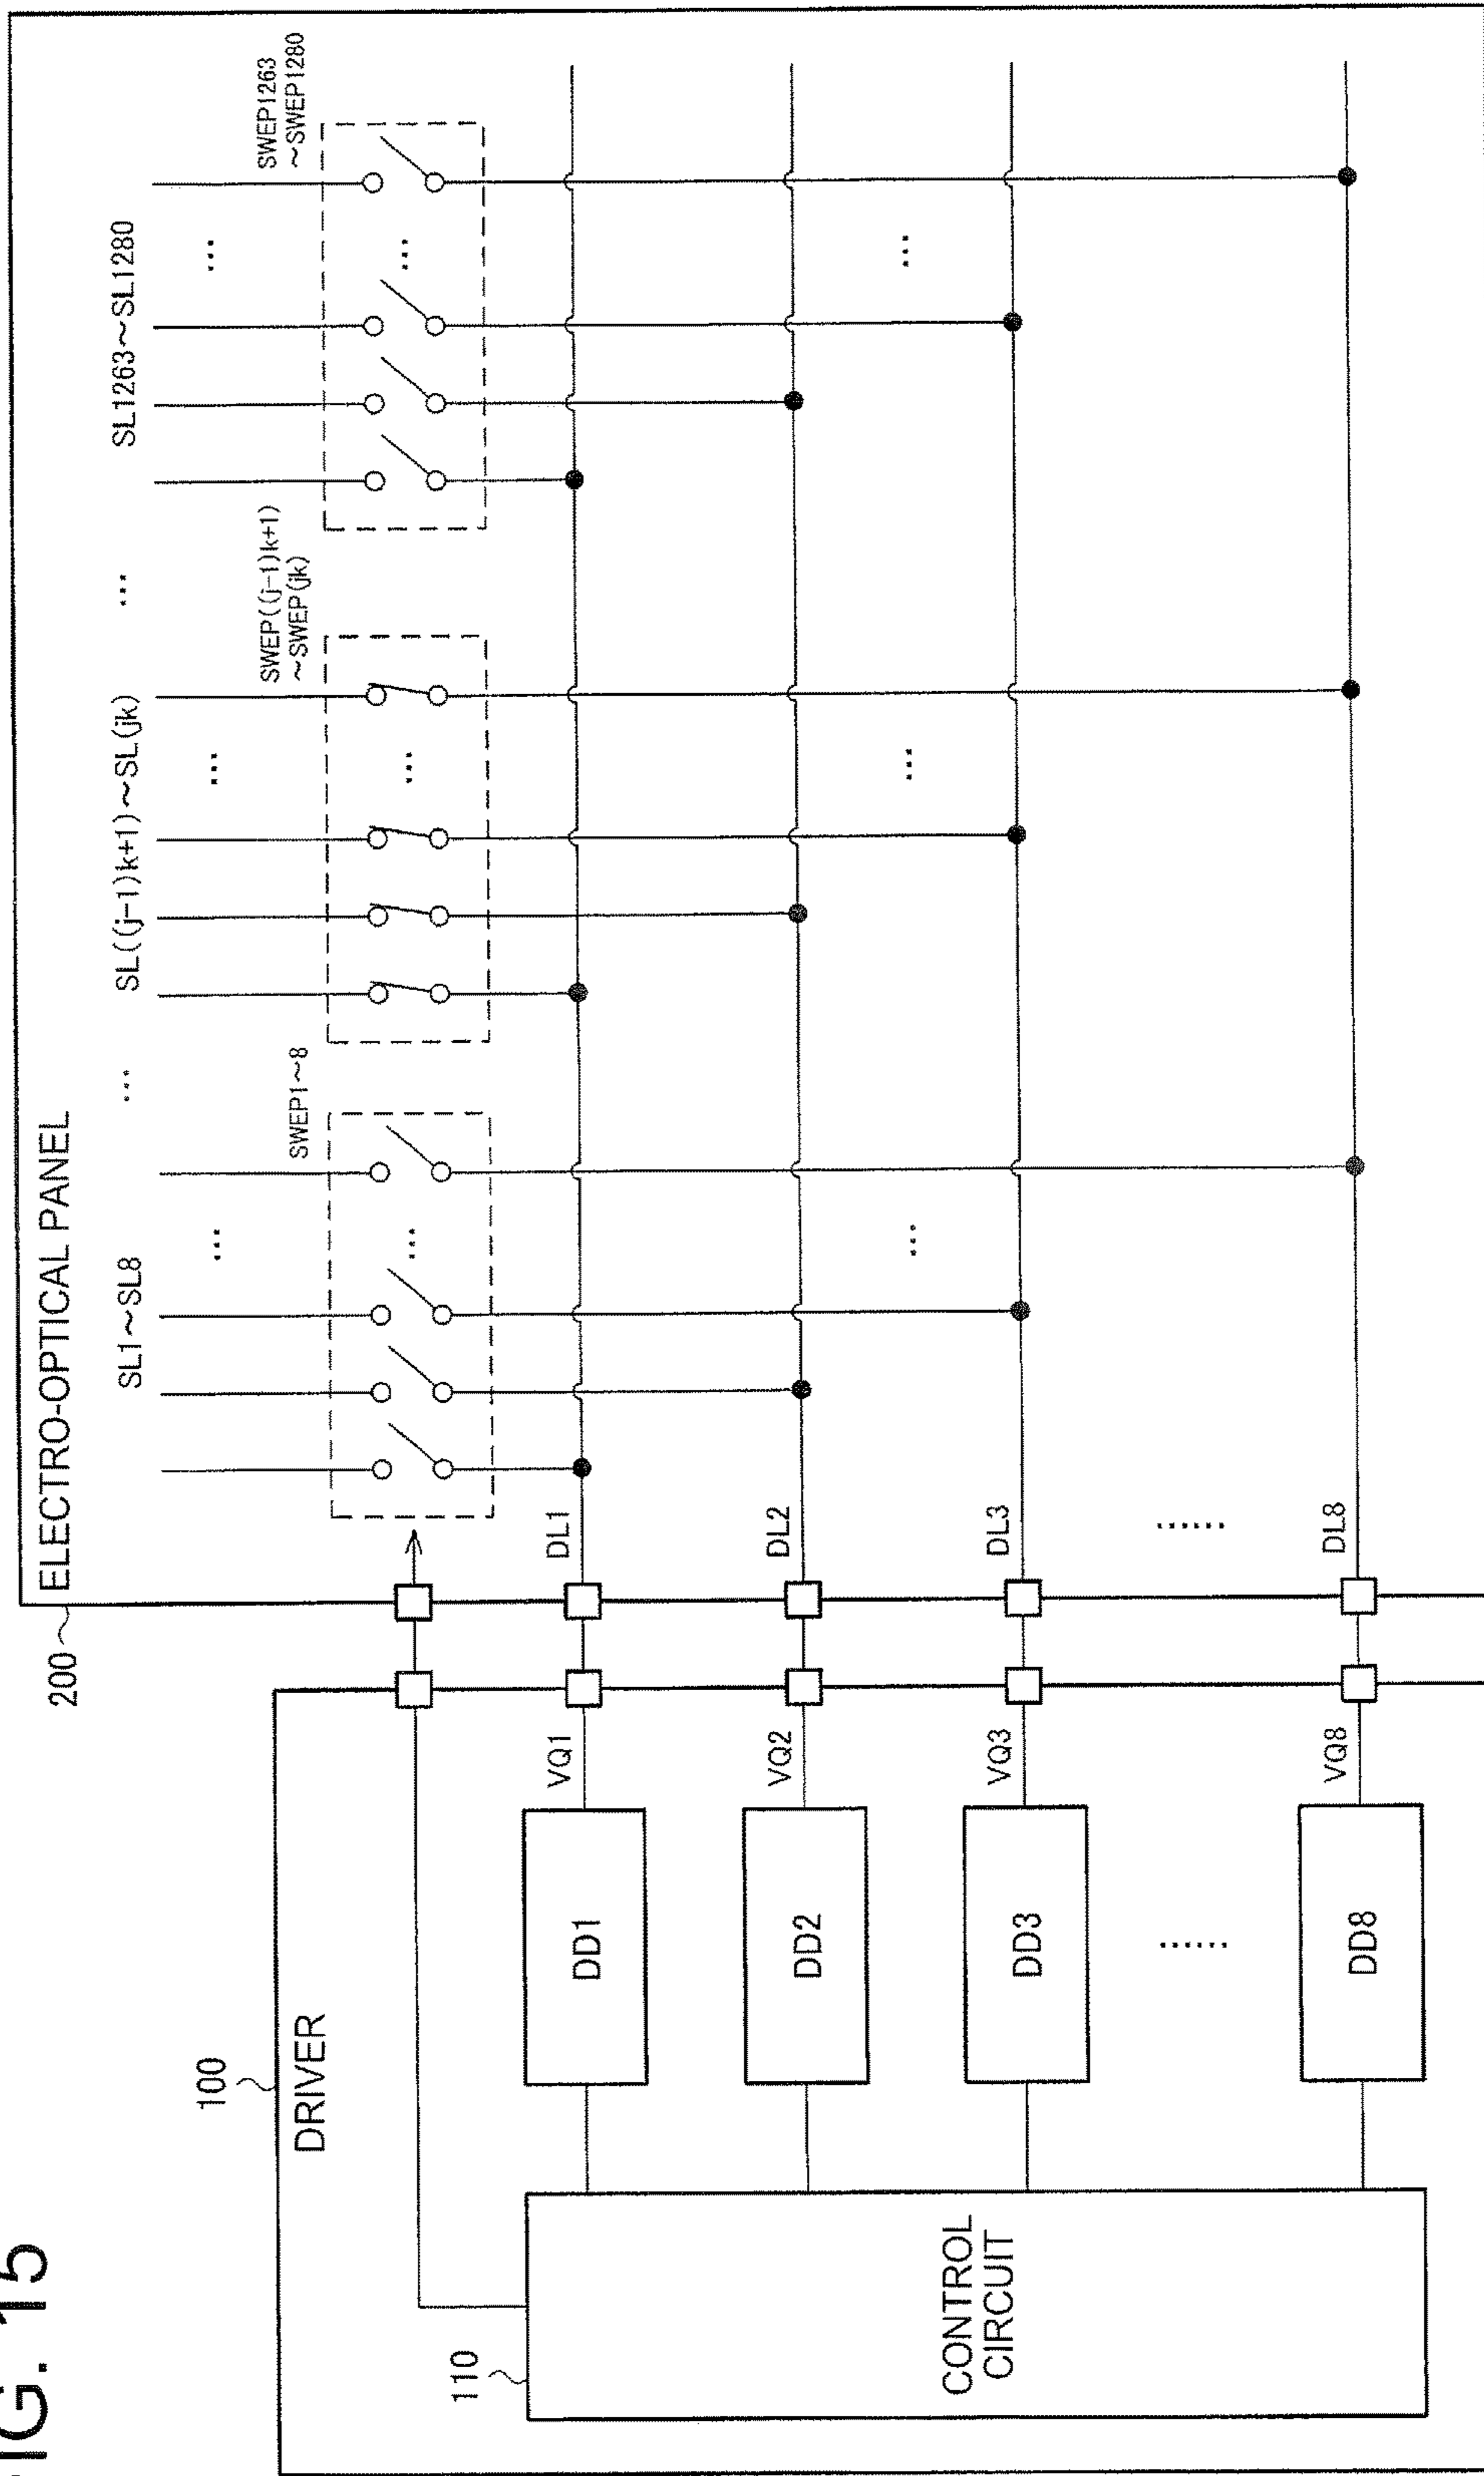 FIG. 15
200
ELECTRO-OPTICAL PANEL
SL1~SL8
...
SL((j-1)k+1)~SL(jk)
...
SL1263~SL1280
...
...
...
SWEP1~8
SWEP((j-1)k+1)
~SWEP(jk)
SWEP1263
~SWEP1280
...
...
...
100
DRIVER
110
CONTROL
CIRCUIT
DD1
VQ1
DL1
DD2
VQ2
DL2
DD3
VQ3
DL3
...
...
...
......
......
DD8
VQ8
DL8